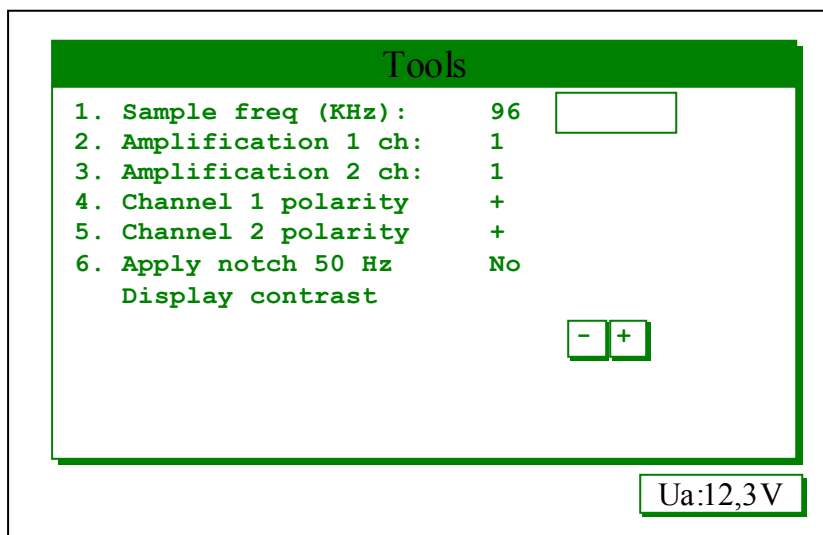 Tools
1. Sample freq (KHz): 96
2. Amplification 1 ch: 1
3. Amplification 2 ch: 1
4. Channel 1 polarity +
5. Channel 2 polarity +
6. Apply notch 50 Hz No
Display contrast
- +
Ua:12,3V